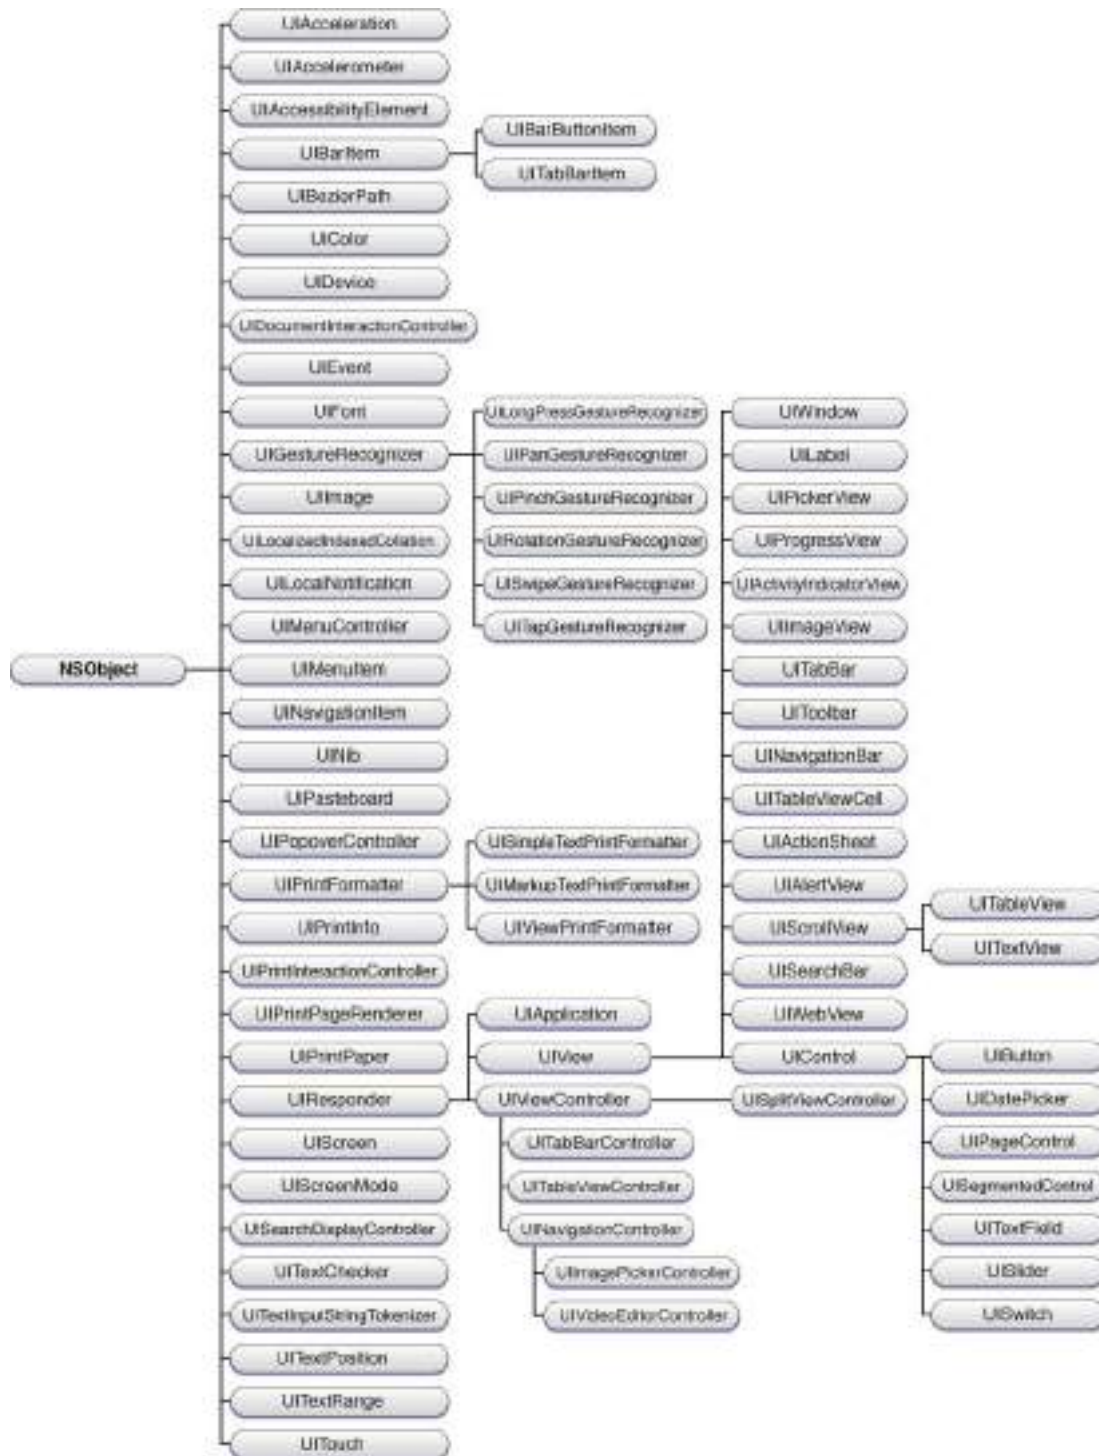 NSObject
UIAcceleration
UIAccelerometer
UIAccessibilityElement
UIBarItem
UIBarButtonItem
UITabBarItem
UIBezierPath
UIColor
UIDevice
UIDocumentInteractionController
UIEvent
UIFont
UIGestureRecognizer
UILongPressGestureRecognizer
UIPanGestureRecognizer
UIPinchGestureRecognizer
UIRotationGestureRecognizer
UISwipeGestureRecognizer
UITapGestureRecognizer
UIImage
UILocalizedIndexedCollation
UILocalNotification
UIMenuController
UIMenuItem
UINavigationItem
UINib
UIPasteboard
UIPopoverController
UIPrintFormatter
UISimpleTextPrintFormatter
UIMarkupTextPrintFormatter
UIViewPrintFormatter
UIPrintInfo
UIPrintInteractionController
UIPrintPageRenderer
UIPrintPaper
UIResponder
UIApplication
UIView
UIWindow
UILabel
UIPickerView
UIProgressView
UIActivityIndicatorView
UIImageView
UITabBar
UIToolbar
UINavigationBar
UITableViewCell
UIActionSheet
UIAlertView
UIScrollView
UITableView
UITextView
UISearchBar
UIWebView
UIControl
UIButton
UIDatePicker
UIPageControl
UISegmentedControl
UITextField
UISlider
UISwitch
UIViewController
UISplitViewController
UITabBarController
UITableViewController
UINavigationController
UIImagePickerController
UIVideoEditorController
UIScreen
UIScreenMode
UISearchDisplayController
UITextChecker
UITextInputStringTokenizer
UITextPosition
UITextRange
UITouch